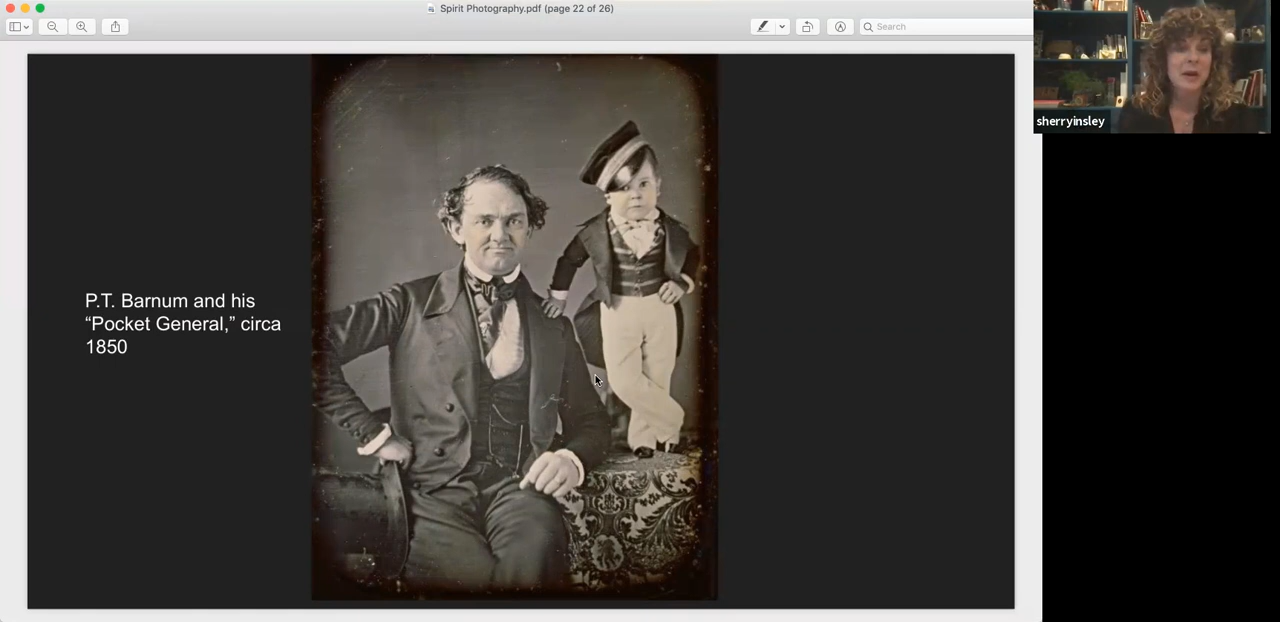 Spirit Photography.pdf (page 22 of 26)
Search
sherryinsley
P.T. Barnum and his
“Pocket General,” circa
1850